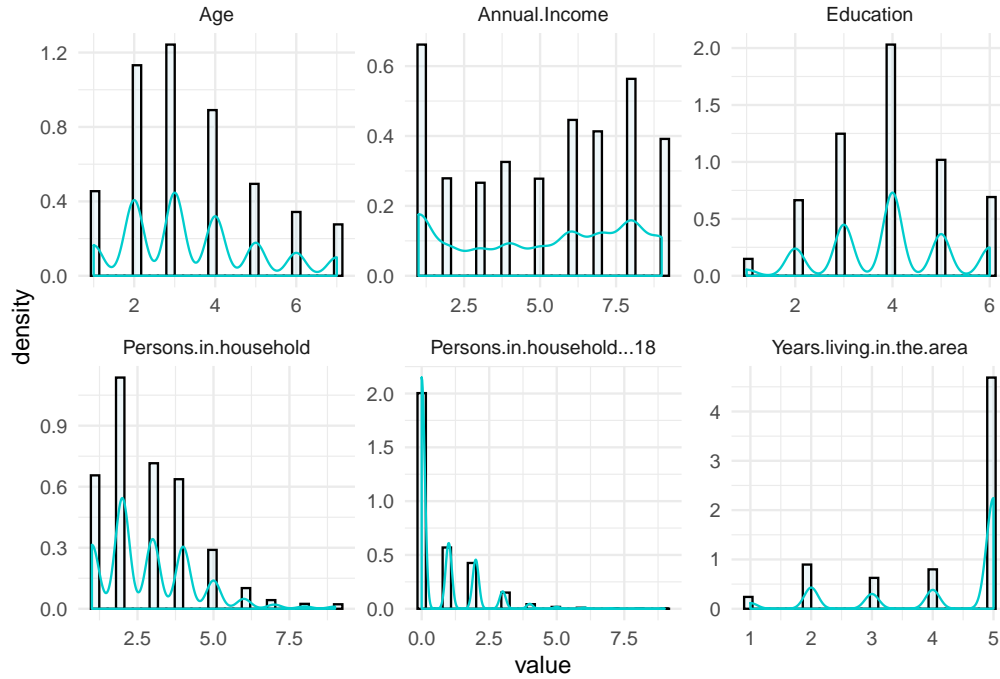 Age
Annual.Income
Education
1.2
0.8
0.4
0.0
0.6
0.4
0.2
0.0
2.0
1.5
1.0
0.5
0.0
2 4 6
2.5 5.0 7.5
2 4 6
density
Persons.in.household
Persons.in.household...18
Years.living.in.the.area
0.9
0.6
0.3
0.0
2.0
1.5
1.0
0.5
0.0
4
3
2
1
0
2.5 5.0 7.5
0.0 2.5 5.0 7.5
1 2 3 4 5
value